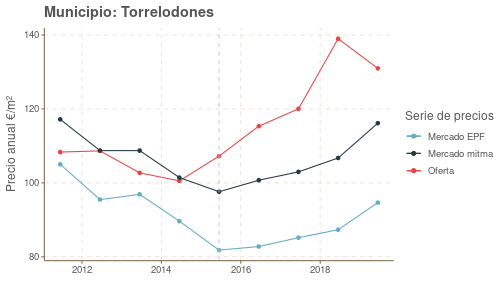 Municipio: Torrelodones
Precio anual €/m²
140
120
100
80
2012
2014
2016
2018
Serie de precios
Mercado EPF
Mercado mitma
Oferta